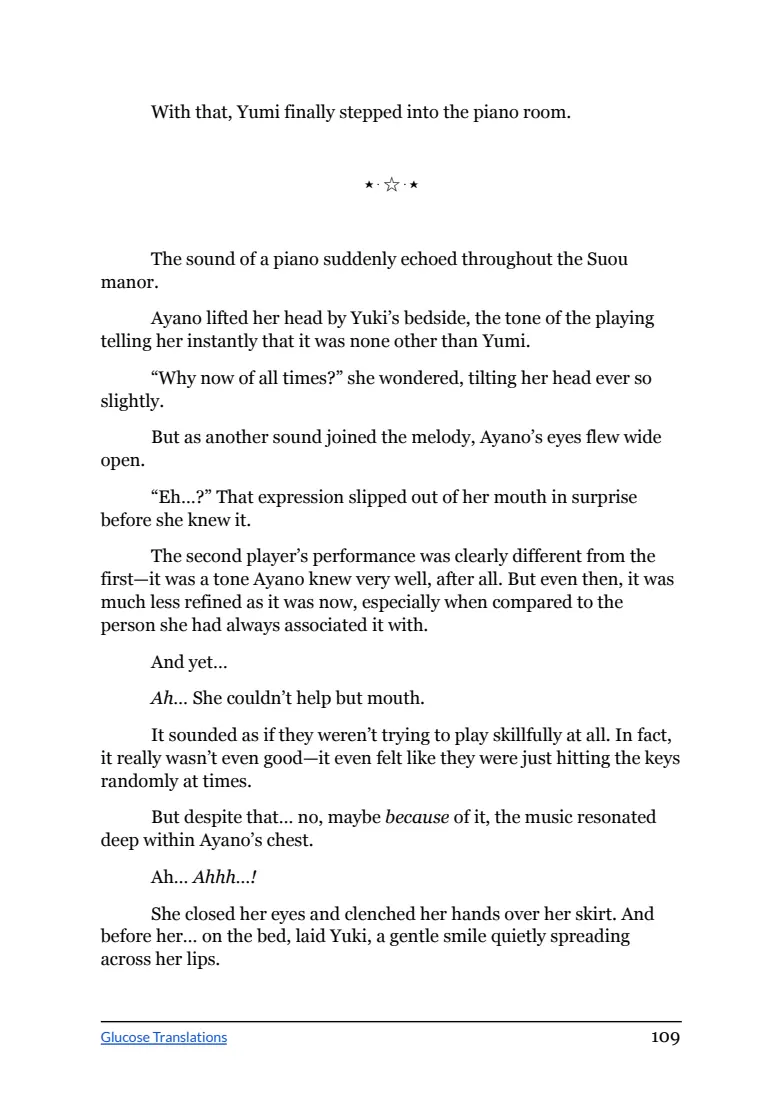 With that, Yumi finally stepped into the piano room.
★ · ☆ · ★
The sound of a piano suddenly echoed throughout the Suou
manor.
Ayano lifted her head by Yuki’s bedside, the tone of the playing
telling her instantly that it was none other than Yumi.
“Why now of all times?” she wondered, tilting her head ever so
slightly.
But as another sound joined the melody, Ayano’s eyes flew wide
open.
“Eh...?” That expression slipped out of her mouth in surprise
before she knew it.
The second player’s performance was clearly different from the
first—it was a tone Ayano knew very well, after all. But even then, it was
much less refined as it was now, especially when compared to the
person she had always associated it with.
And yet...
Ah... She couldn’t help but mouth.
It sounded as if they weren’t trying to play skillfully at all. In fact,
it really wasn’t even good—it even felt like they were just hitting the keys
randomly at times.
But despite that... no, maybe because of it, the music resonated
deep within Ayano’s chest.
Ah... Ahhh...!
She closed her eyes and clenched her hands over her skirt. And
before her... on the bed, laid Yuki, a gentle smile quietly spreading
across her lips.
Glucose Translations 109